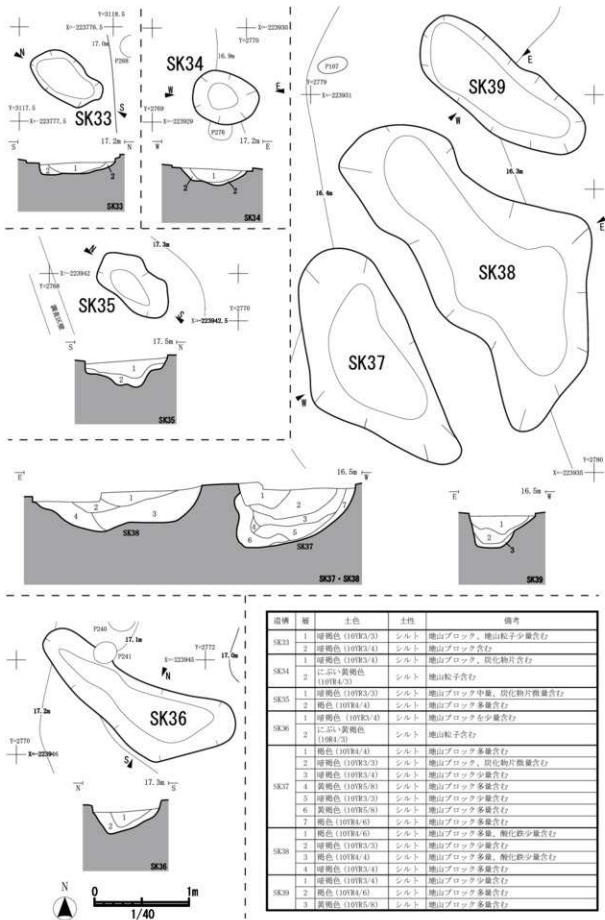 Y=3118.5
X=-223776.5
17.0m
P268
N
SK33
S
Y=3117.5
X=-223777.5
S 17.2m N
1
2
2
SK33
X=-223930
Y=2770
16.9m
SK34
W
E
Y=2769
X=-223929
P276
W 17.2m E
1
2
2
SK34
P107
Y=2779
X=-223931
SK39
E
W
16.3m
16.4m
E
SK38
SK37
W
Y=2780
X=-223935
17.3m
X=-223942
Y=2768
N
SK35
調査区壁
Y=2770
X=-223942.5
S
S 17.5m N
1
2
SK35
E 16.5m W
1
2
3
4
SK38
1
2
3
4
5
6
7
SK37
SK37・SK38
E 16.5m W
1
2
3
SK39
P240
17.1m
P241
X=-223945
Y=2772
17.0m
N
SK36
17.2m
Y=2770
X=-223946
S
17.3m
N S
1
2
SK36
N
0 1m
1/40
遺構 層 土色 土性 備考
SK33 1 暗褐色 (10YR3/3) シルト 地山ブロック、地山粒子少量含む
2 暗褐色 (10YR3/4) シルト 地山ブロック含む
SK34 1 暗褐色 (10YR3/4) シルト 地山ブロック、炭化物片含む
2 にぶい黄褐色 (10YR4/3) シルト 地山粒子含む
SK35 1 暗褐色 (10YR3/3) シルト 地山ブロック中量、炭化物片微量含む
2 褐色 (10YR4/4) シルト 地山ブロック多量含む
SK36 1 暗褐色 (10YR3/4) シルト 地山ブロックを少量含む
2 にぶい黄褐色 (10R4/3) シルト 地山粒子含む
SK37 1 褐色 (10YR4/4) シルト 地山ブロック多量含む
2 暗褐色 (10YR3/3) シルト 地山ブロック、炭化物片微量含む
3 暗褐色 (10YR3/4) シルト 地山ブロック少量含む
4 黄褐色 (10YR5/8) シルト 地山ブロック多量含む
5 暗褐色 (10YR3/3) シルト 地山ブロック少量含む
6 黄褐色 (10YR5/8) シルト 地山ブロック多量含む
7 褐色 (10YR4/6) シルト 地山ブロック多量含む
SK38 1 褐色 (10YR4/6) シルト 地山ブロック多量、酸化鉄少量含む
2 暗褐色 (10YR3/3) シルト 地山ブロック少量含む
3 褐色 (10YR4/4) シルト 地山ブロック多量、酸化鉄少量含む
4 暗褐色 (10YR3/4) シルト 地山ブロック多量含む
SK39 1 暗褐色 (10YR3/4) シルト 地山ブロック少量含む
2 褐色 (10YR4/6) シルト 地山ブロック多量含む
3 黄褐色 (10YR5/8) シルト 地山ブロック多量含む